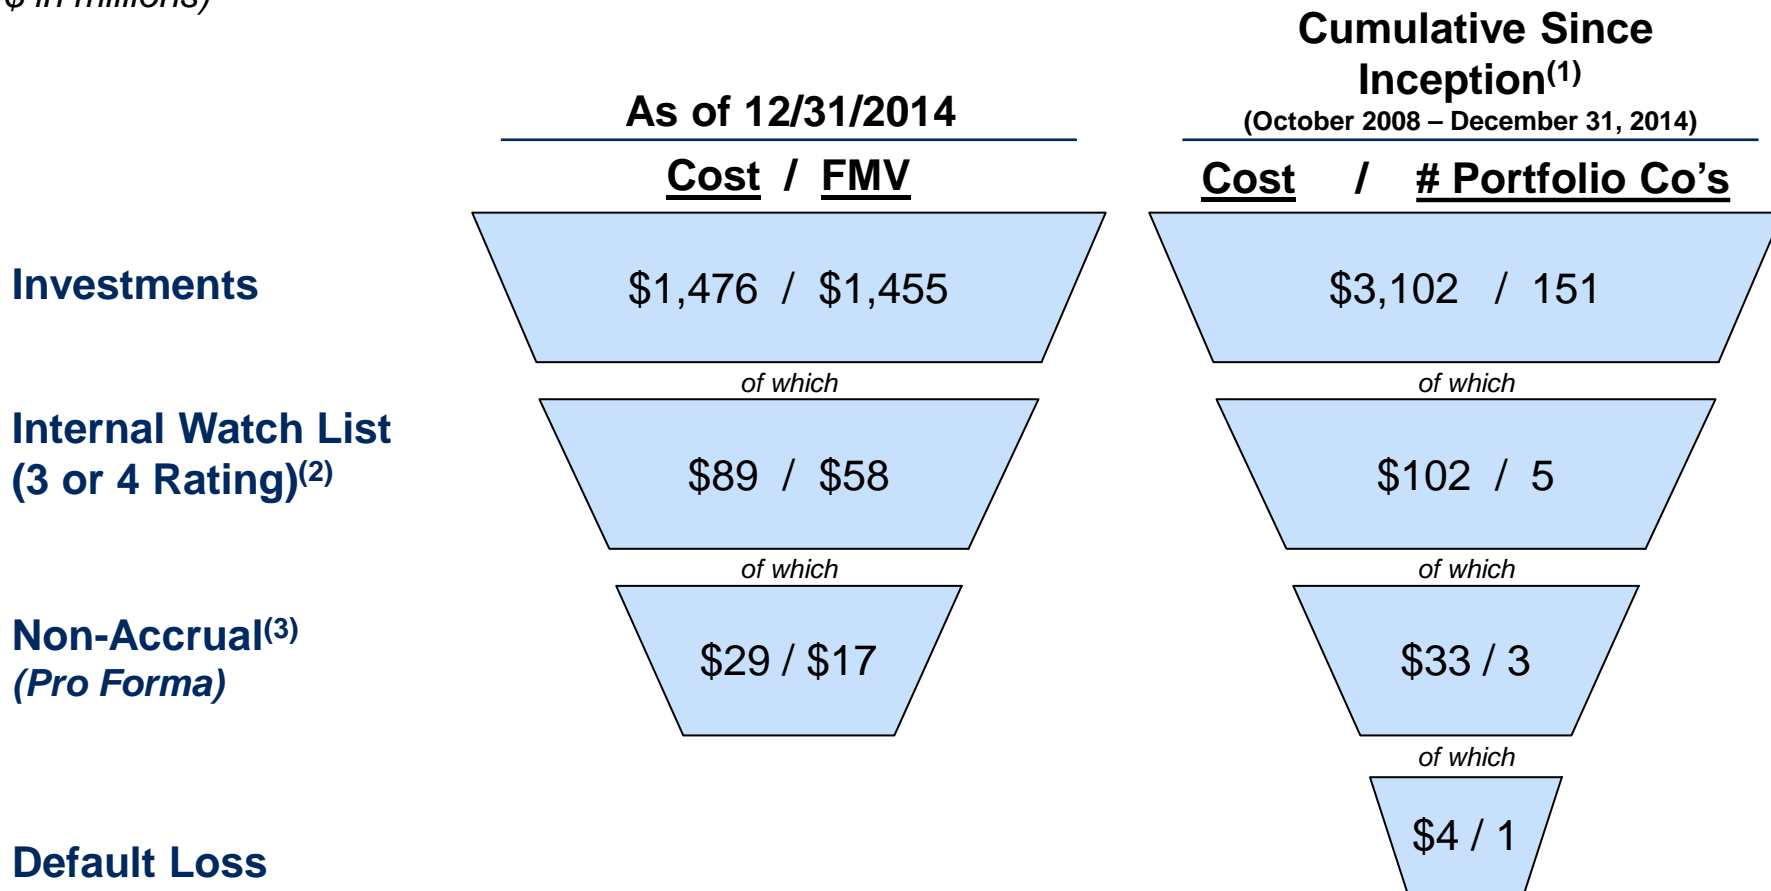 $ in millions)
Cumulative Since
Inception(1)
(October 2008 – December 31, 2014)
As of 12/31/2014
Cost / FMV
Cost / # Portfolio Co’s
Investments
$1,476 / $1,455
$3,102 / 151
of which
of which
Internal Watch List
(3 or 4 Rating)(2)
$89 / $58
$102 / 5
of which
of which
Non-Accrual(3)
(Pro Forma)
$29 / $17
$33 / 3
of which
Default Loss
$4 / 1